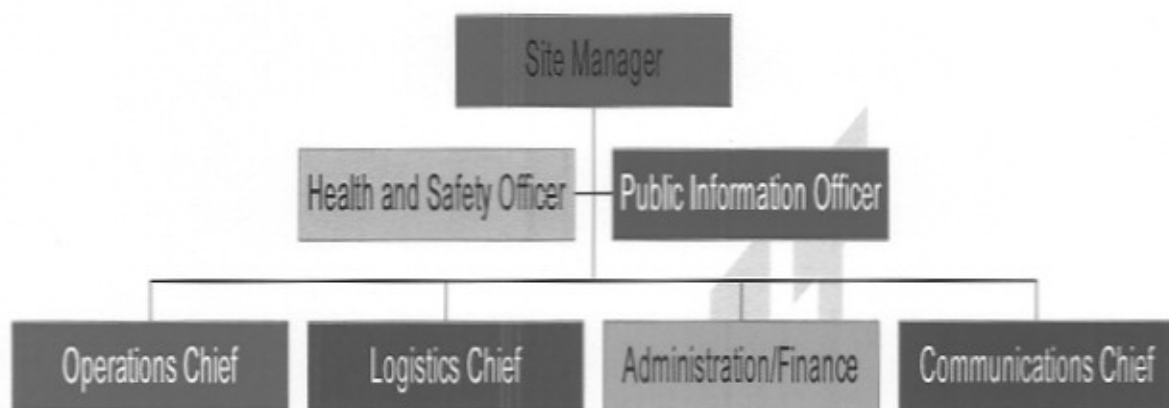 Site Manager
Health and Safety Officer
Public Information Officer
Operations Chief
Logistics Chief
Administration/Finance
Communications Chief